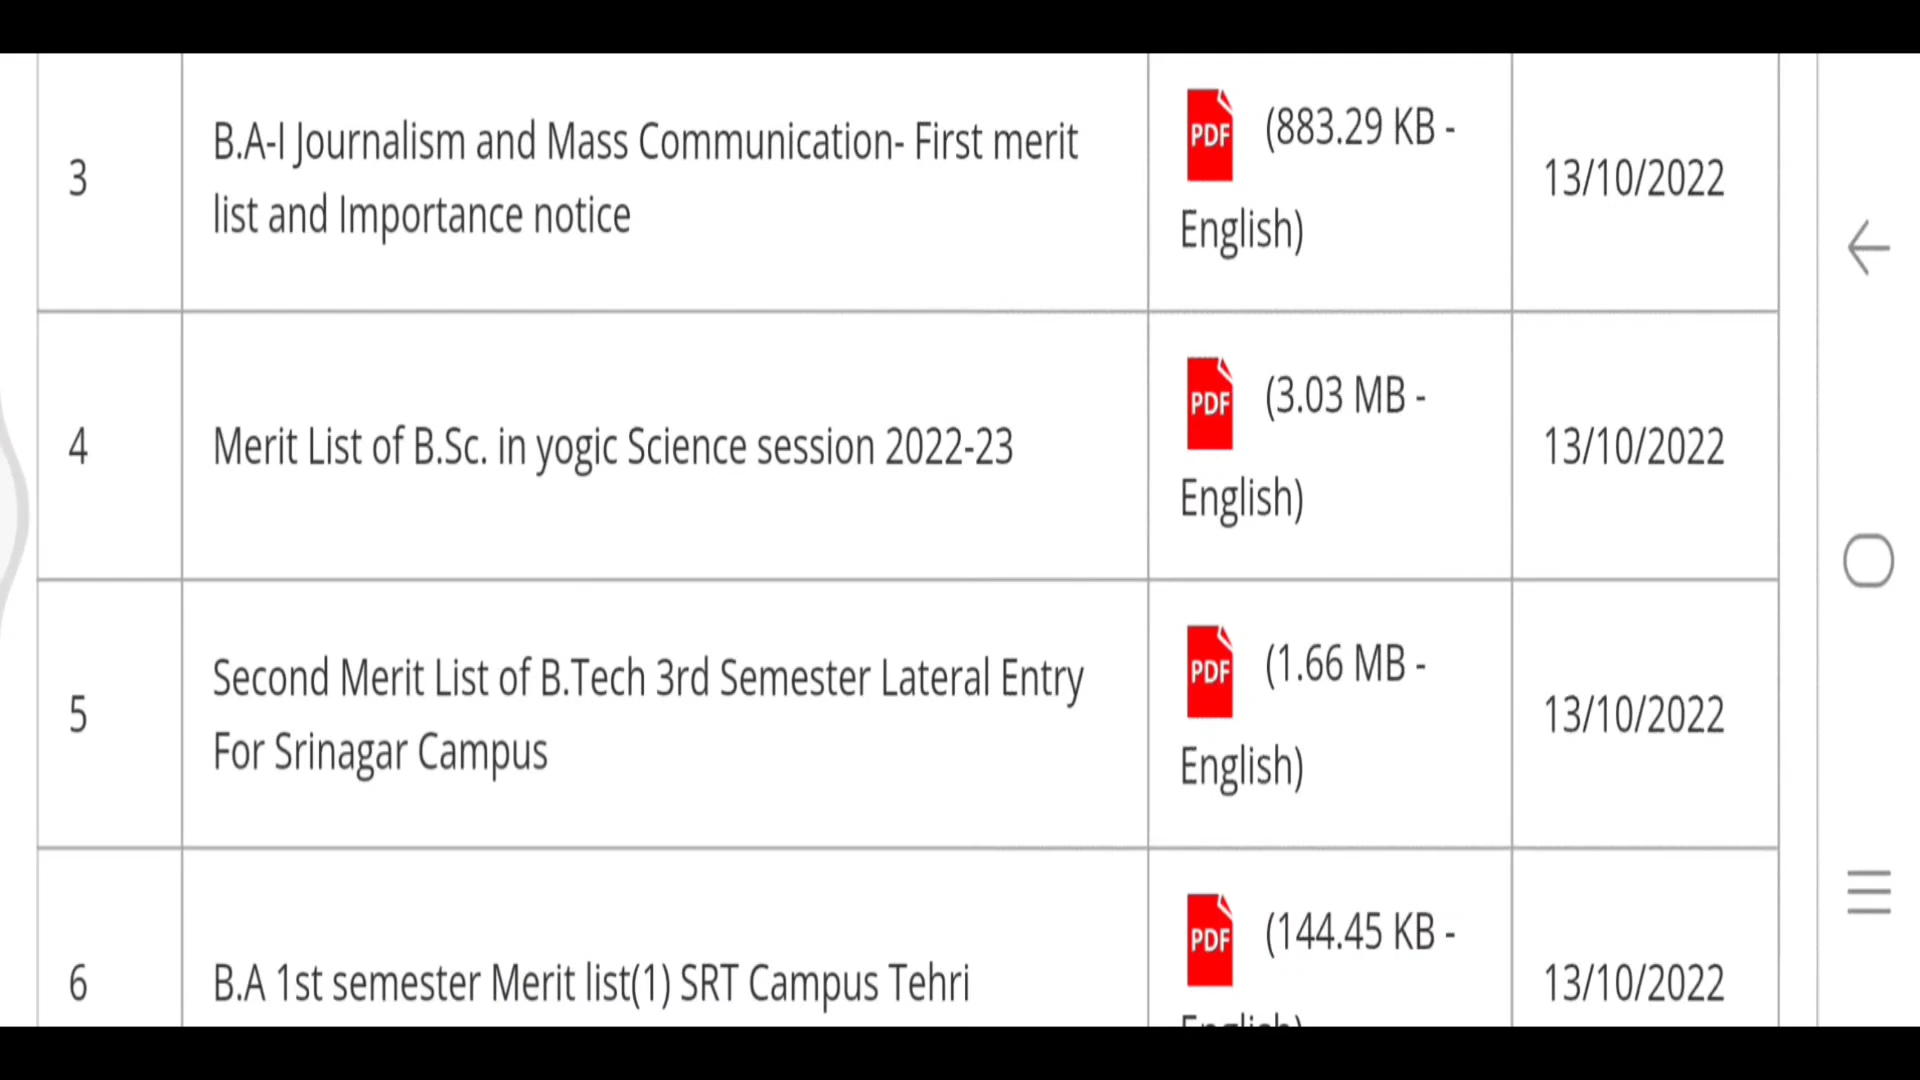 3
B.A-I Journalism and Mass Communication- First merit
list and Importance notice
PDF (883.29 KB -
English)
13/10/2022
4
Merit List of B.Sc. in yogic Science session 2022-23
PDF (3.03 MB -
English)
13/10/2022
5
Second Merit List of B.Tech 3rd Semester Lateral Entry
For Srinagar Campus
PDF (1.66 MB -
English)
13/10/2022
6
B.A 1st semester Merit list(1) SRT Campus Tehri
PDF (144.45 KB -
English)
13/10/2022